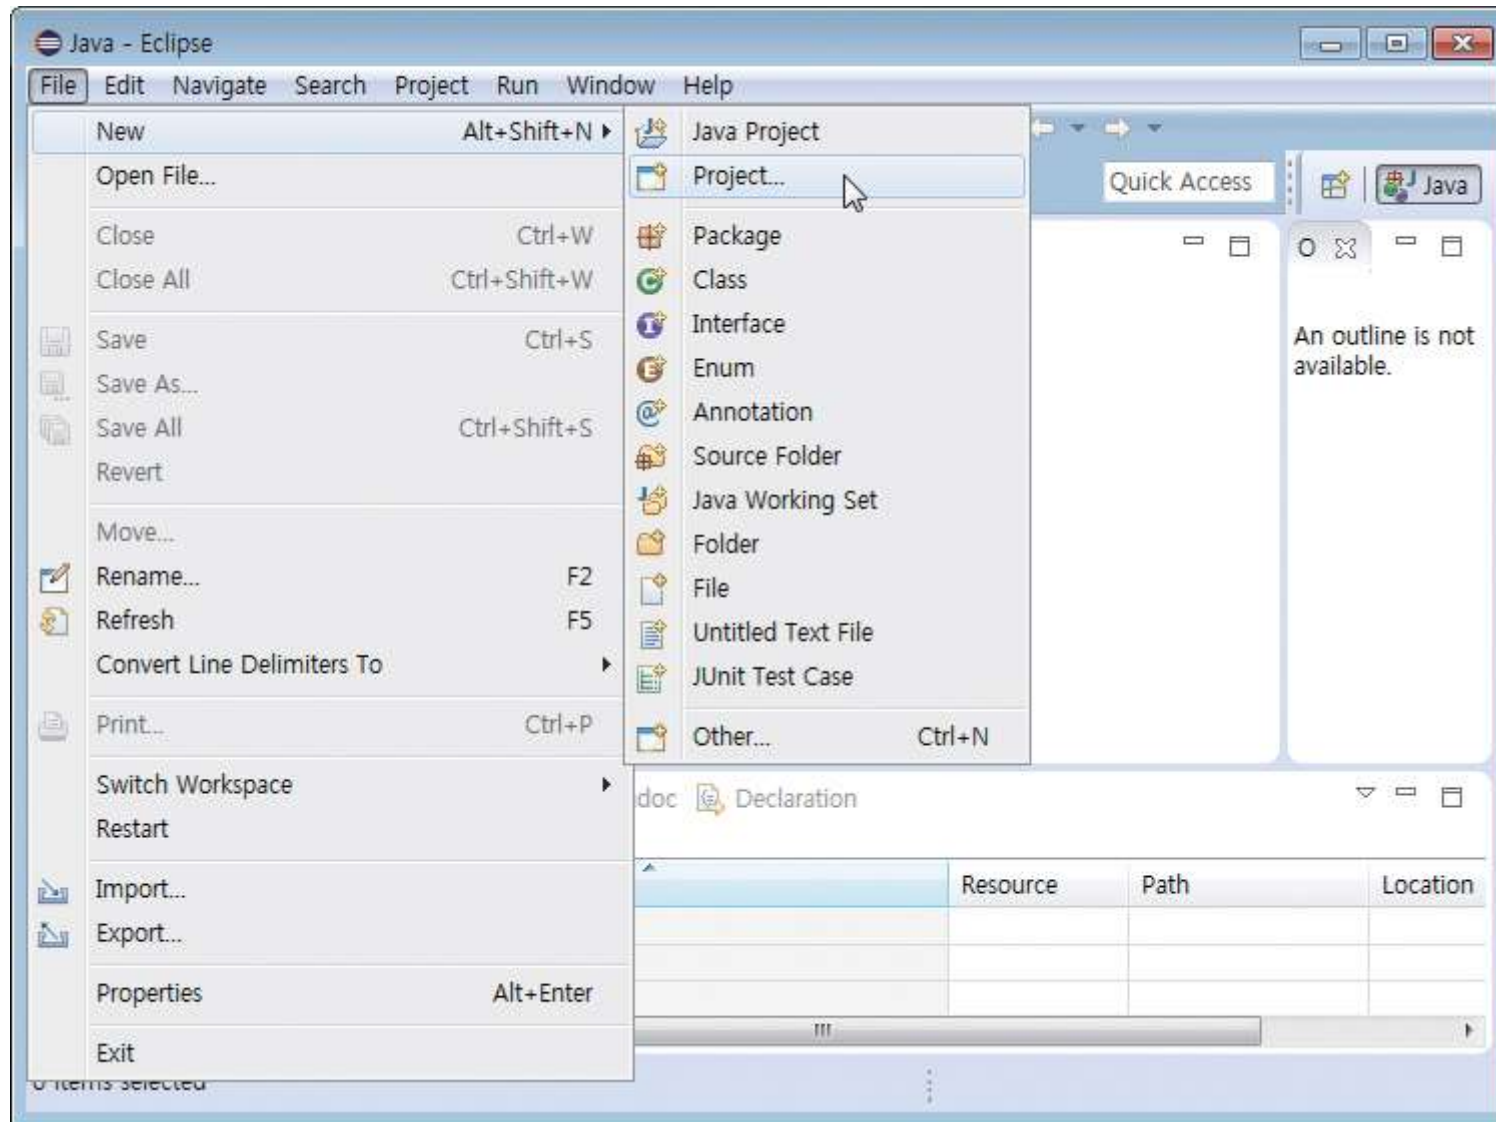 Java - Eclipse
File Edit Navigate Search Project Run Window Help
New Alt+Shift+N
Open File...
Close Ctrl+W
Close All Ctrl+Shift+W
Save Ctrl+S
Save As...
Save All Ctrl+Shift+S
Revert
Move...
Rename... F2
Refresh F5
Convert Line Delimiters To
Print... Ctrl+P
Switch Workspace
Restart
Import...
Export...
Properties Alt+Enter
Exit
Java Project
Project...
Package
Class
Interface
Enum
Annotation
Source Folder
Java Working Set
Folder
File
Untitled Text File
JUnit Test Case
Other... Ctrl+N
Quick Access
Java
O
An outline is not
available.
doc Declaration
Resource Path Location
0 items selected